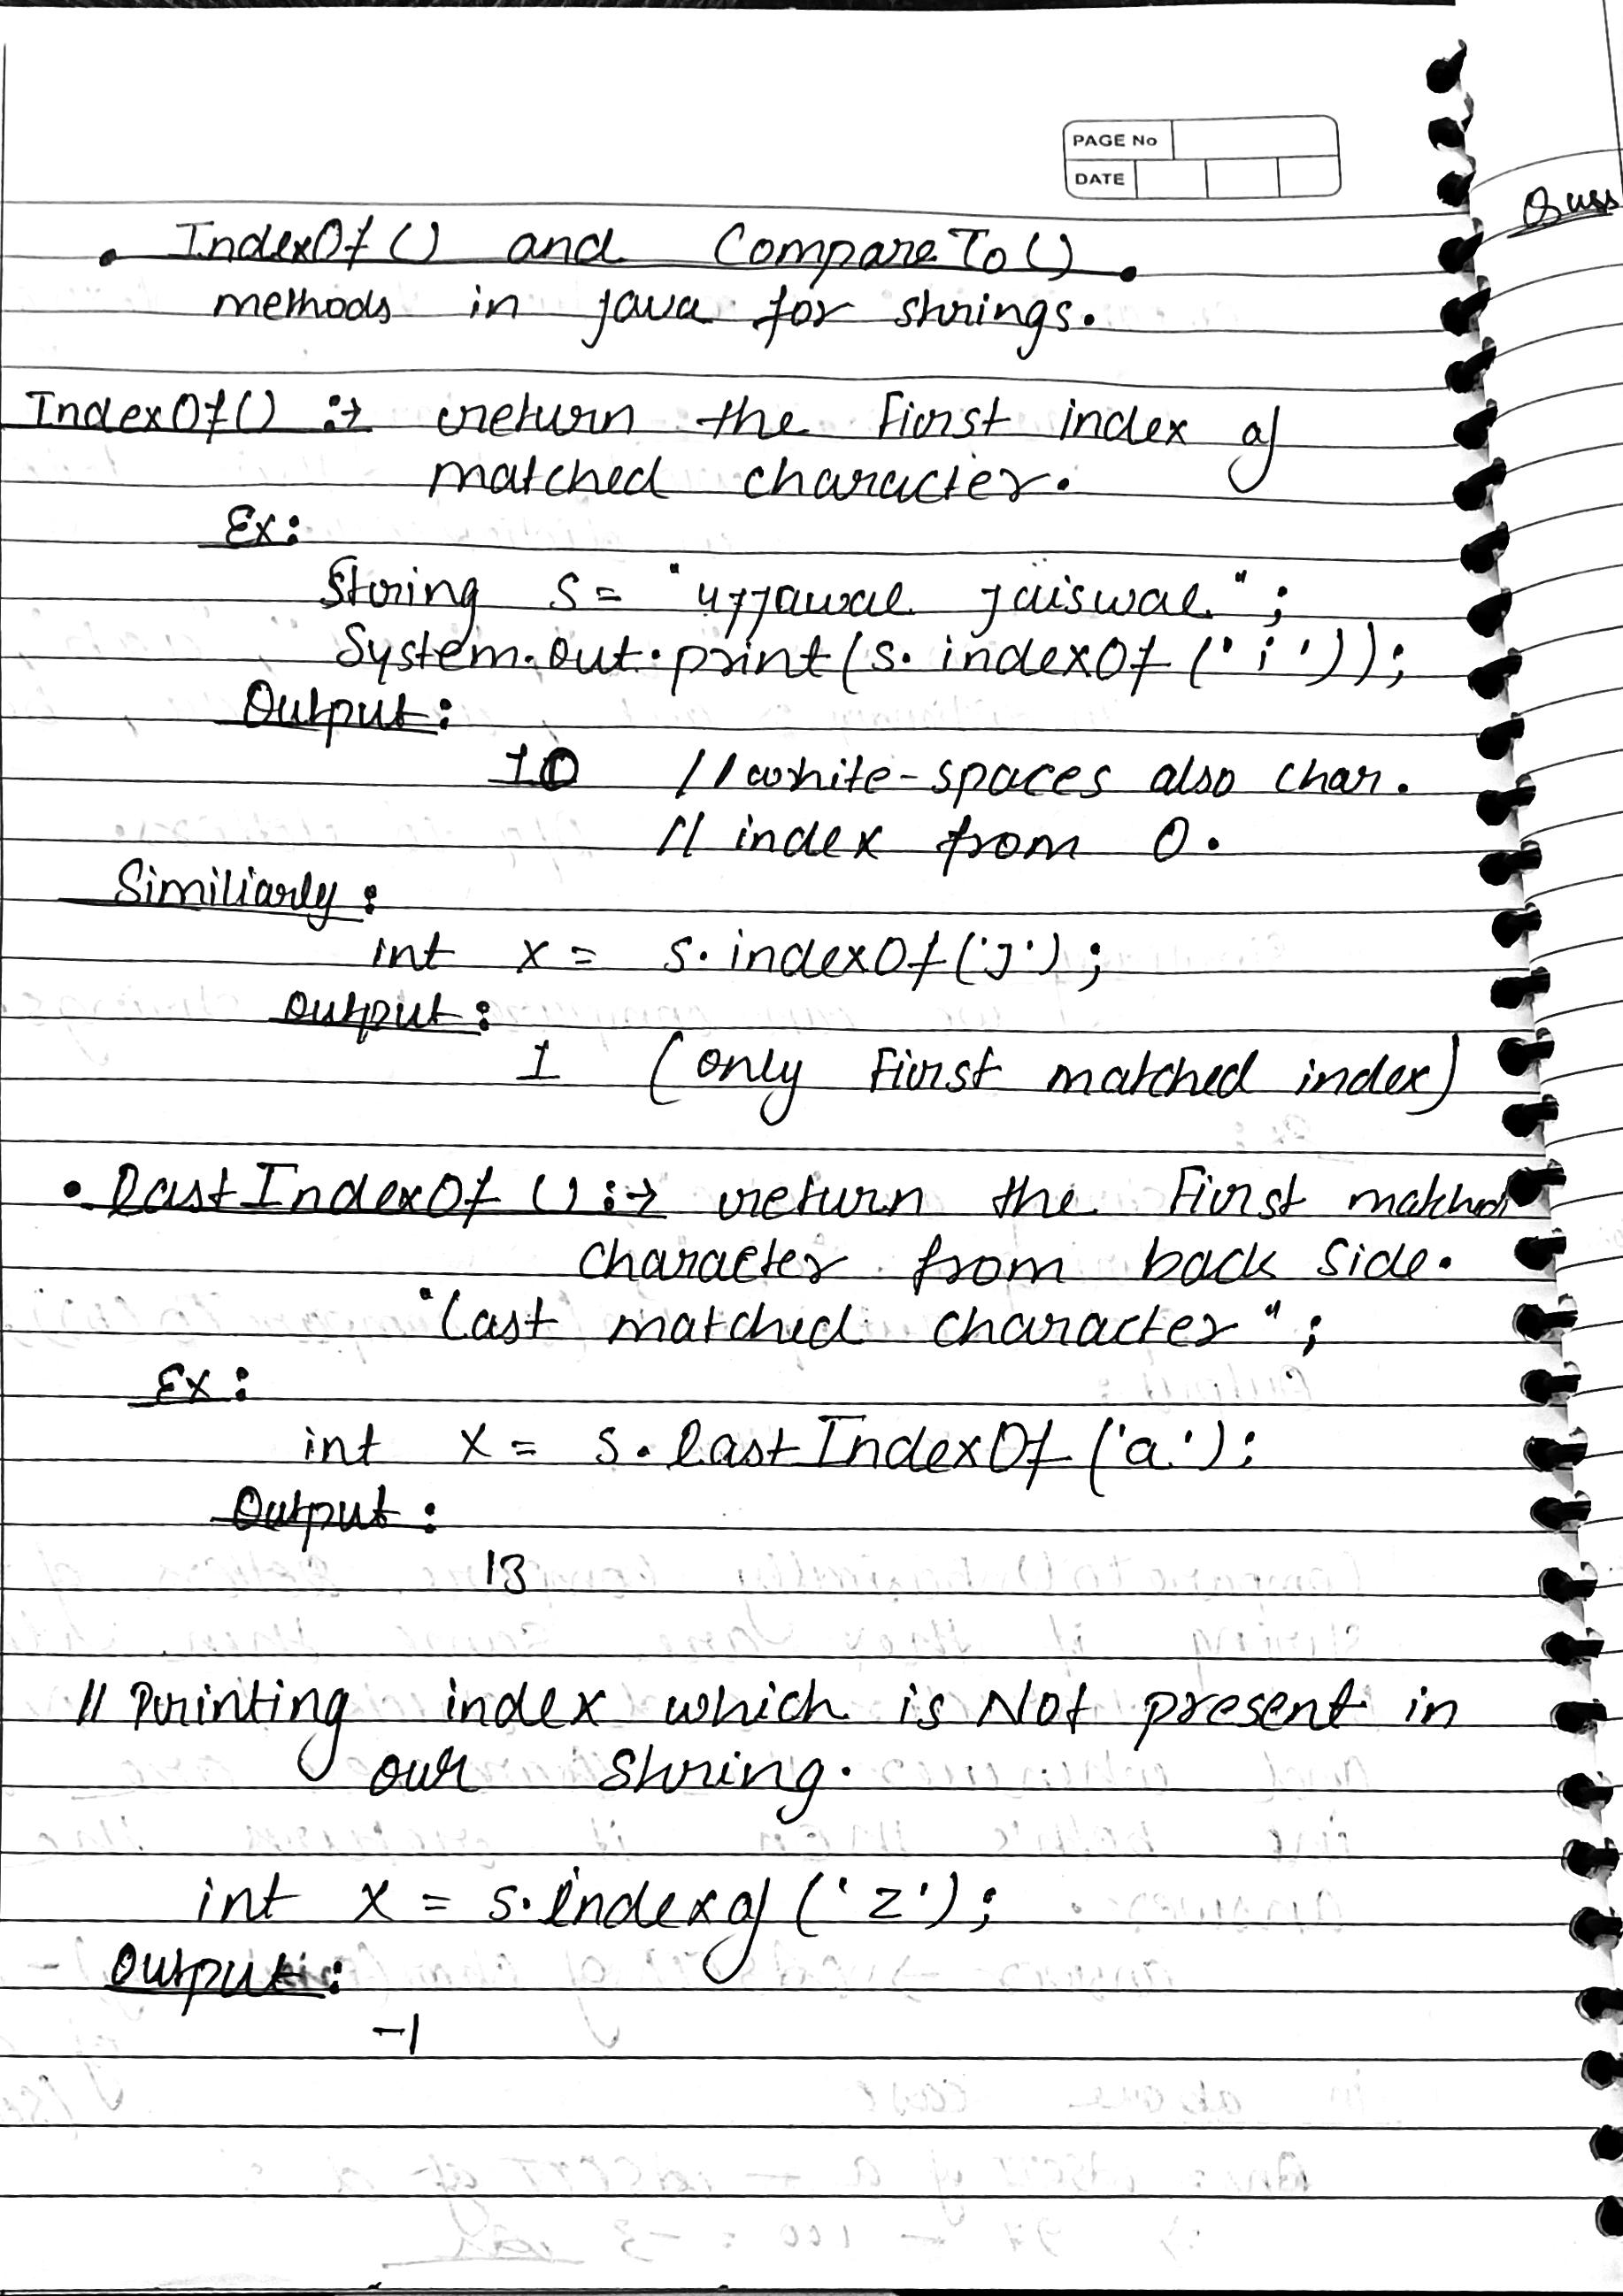 PAGE No
DATE
• IndexOf () and CompareTo () •
methods in java for strings.
IndexOf() :→ return the First index of
matched character.
Ex:
String s = "ujjawal jaiswal";
System.out.print(s.indexOf('i'));
Output:
10 // white-spaces also char.
// index from 0.
Similiarly:
int x = s.indexOf('j');
Output:
1 (only First matched index)
• LastIndexOf () :→ return the First matched
character from back side.
"last matched character";
Ex:
int x = s.lastIndexOf('a');
Output:
13
// Printing index which is Not present in
our string.
int x = s.indexof('z');
Output:
-1